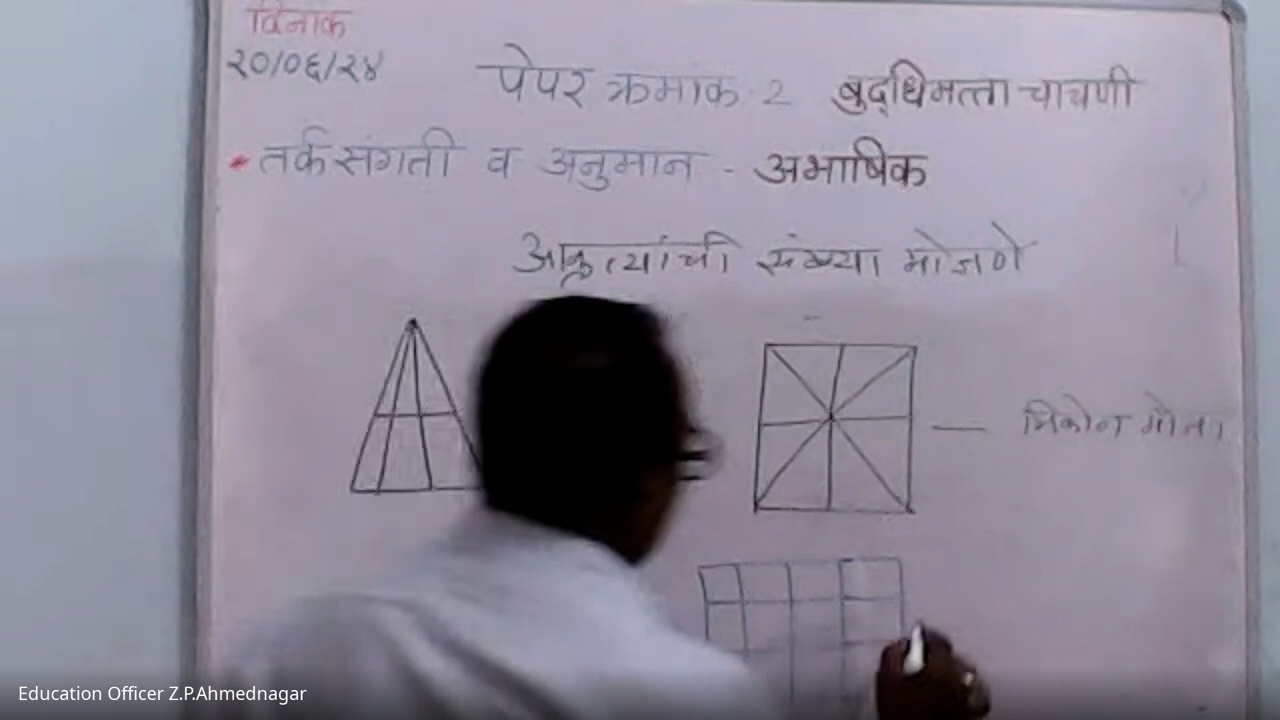 दिनांक
२०/०६/२४
पेपर क्रमांक 2 बुद्धिमत्ता चाचणी
* तर्कसंगती व अनुमान - अभाषिक
आकृत्यांची संख्या मोजणे
— त्रिकोण मोजा
Education Officer Z.P.Ahmednagar